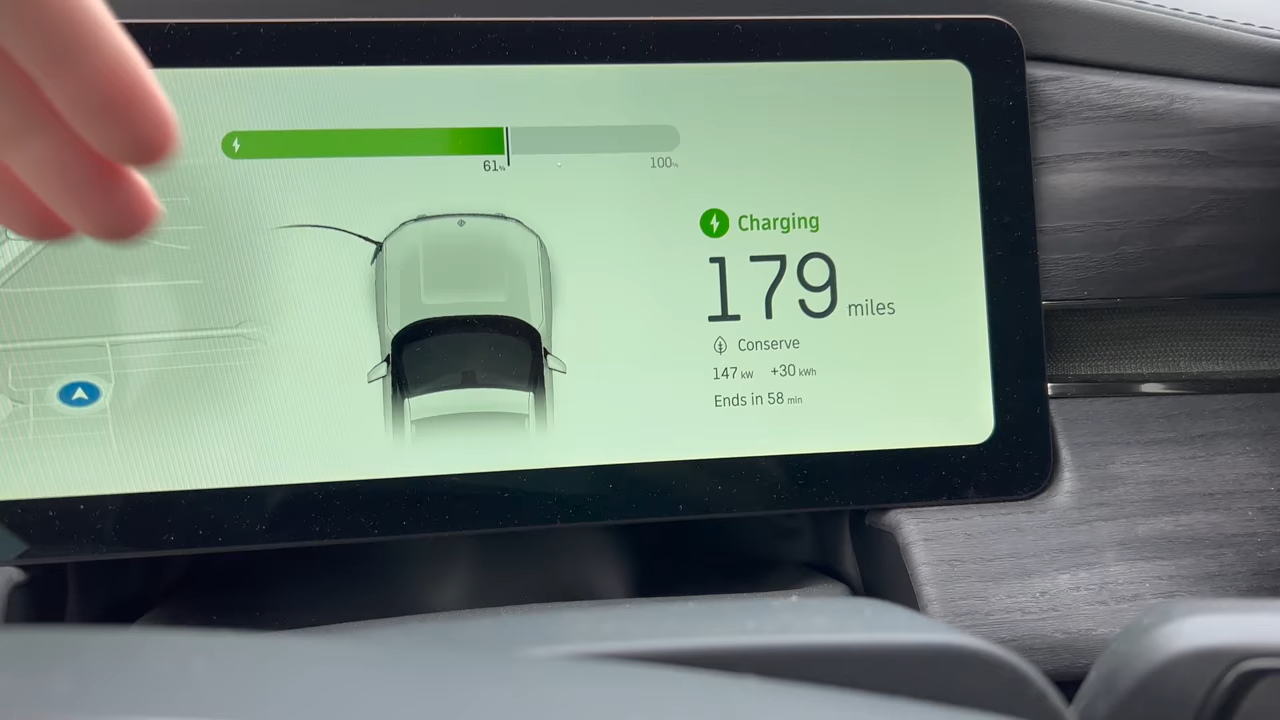 61%
100%
Charging
179 miles
Conserve
147 kW +30 kWh
Ends in 58 min